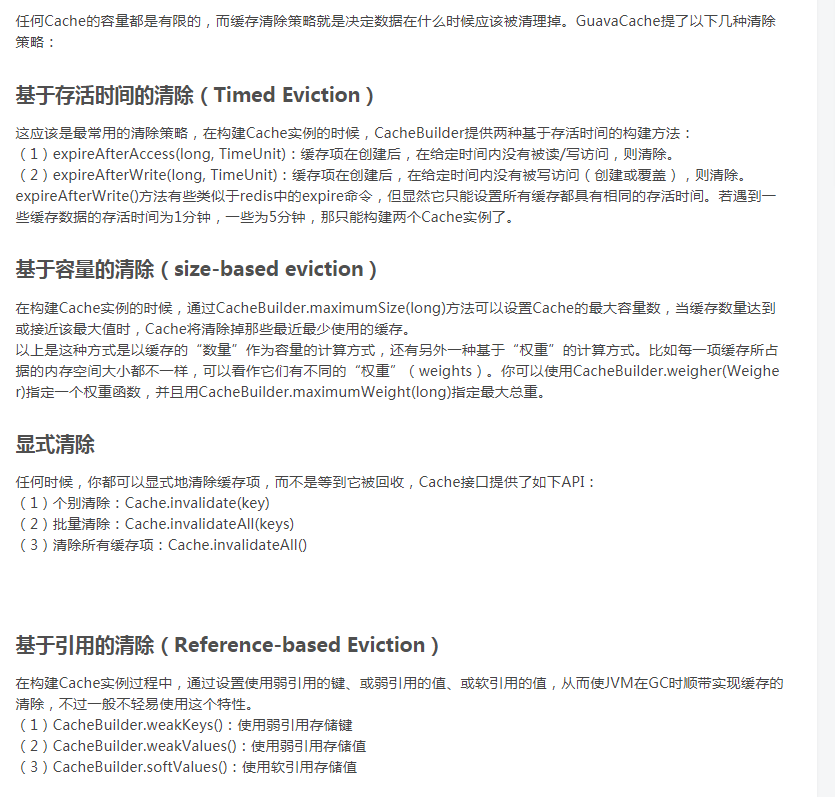 任何Cache的容量都是有限的，而缓存清除策略就是决定数据在什么时候应该被清理掉。GuavaCache提了以下几种清除
策略：
基于存活时间的清除（Timed Eviction）
这应该是最常用的清除策略，在构建Cache实例的时候，CacheBuilder提供两种基于存活时间的构建方法：
（1）expireAfterAccess(long, TimeUnit)：缓存项在创建后，在给定时间内没有被读/写访问，则清除。
（2）expireAfterWrite(long, TimeUnit)：缓存项在创建后，在给定时间内没有被写访问（创建或覆盖），则清除。
expireAfterWrite()方法有些类似于redis中的expire命令，但显然它只能设置所有缓存都具有相同的存活时间。若遇到一
些缓存数据的存活时间为1分钟，一些为5分钟，那只能构建两个Cache实例了。
基于容量的清除（size-based eviction）
在构建Cache实例的时候，通过CacheBuilder.maximumSize(long)方法可以设置Cache的最大容量数，当缓存数量达到
或接近该最大值时，Cache将清除掉那些最近最少使用的缓存。
以上是这种方式是以缓存的“数量”作为容量的计算方式，还有另外一种基于“权重”的计算方式。比如每一项缓存所占
据的内存空间大小都不一样，可以看作它们有不同的“权重”（weights）。你可以使用CacheBuilder.weigher(Weighe
r)指定一个权重函数，并且用CacheBuilder.maximumWeight(long)指定最大总重。
显式清除
任何时候，你都可以显式地清除缓存项，而不是等到它被回收，Cache接口提供了如下API：
（1）个别清除：Cache.invalidate(key)
（2）批量清除：Cache.invalidateAll(keys)
（3）清除所有缓存项：Cache.invalidateAll()
基于引用的清除（Reference-based Eviction）
在构建Cache实例过程中，通过设置使用弱引用的键、或弱引用的值、或软引用的值，从而使JVM在GC时顺带实现缓存的
清除，不过一般不轻易使用这个特性。
（1）CacheBuilder.weakKeys()：使用弱引用存储键
（2）CacheBuilder.weakValues()：使用弱引用存储值
（3）CacheBuilder.softValues()：使用软引用存储值